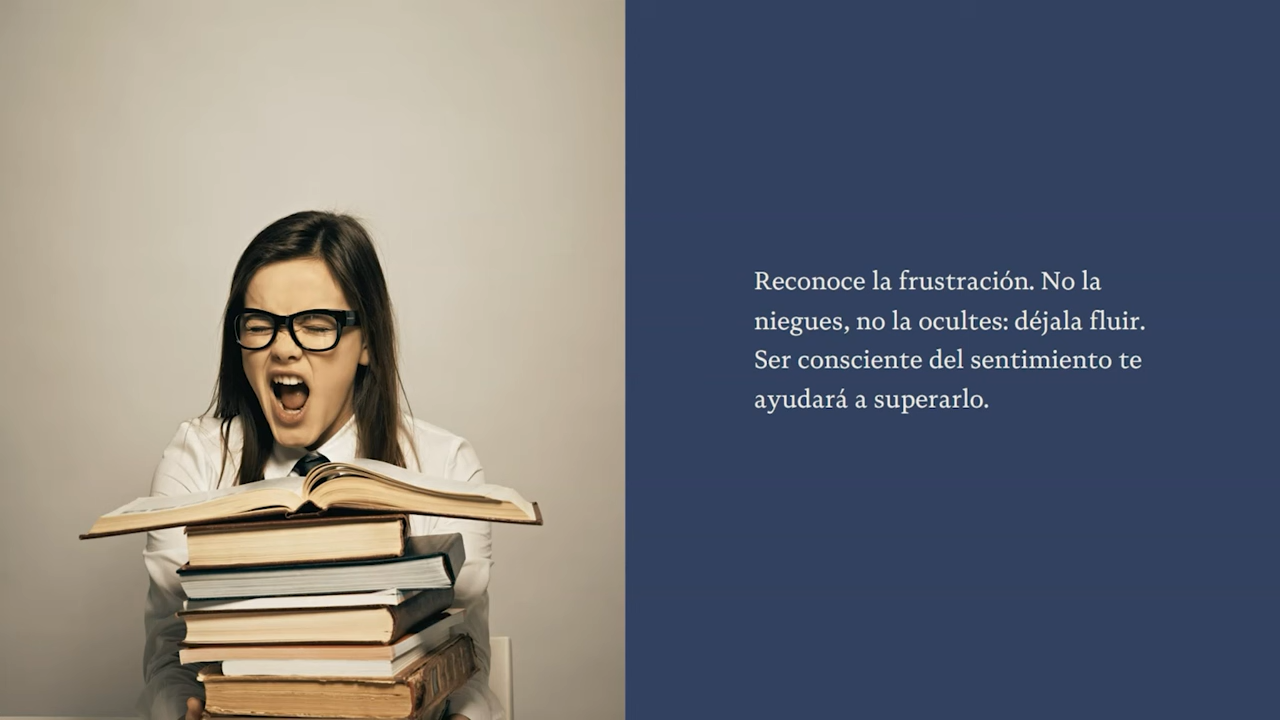 Reconoce la frustración. No la
niegues, no la ocultes: déjala fluir.
Ser consciente del sentimiento te
ayudará a superarlo.